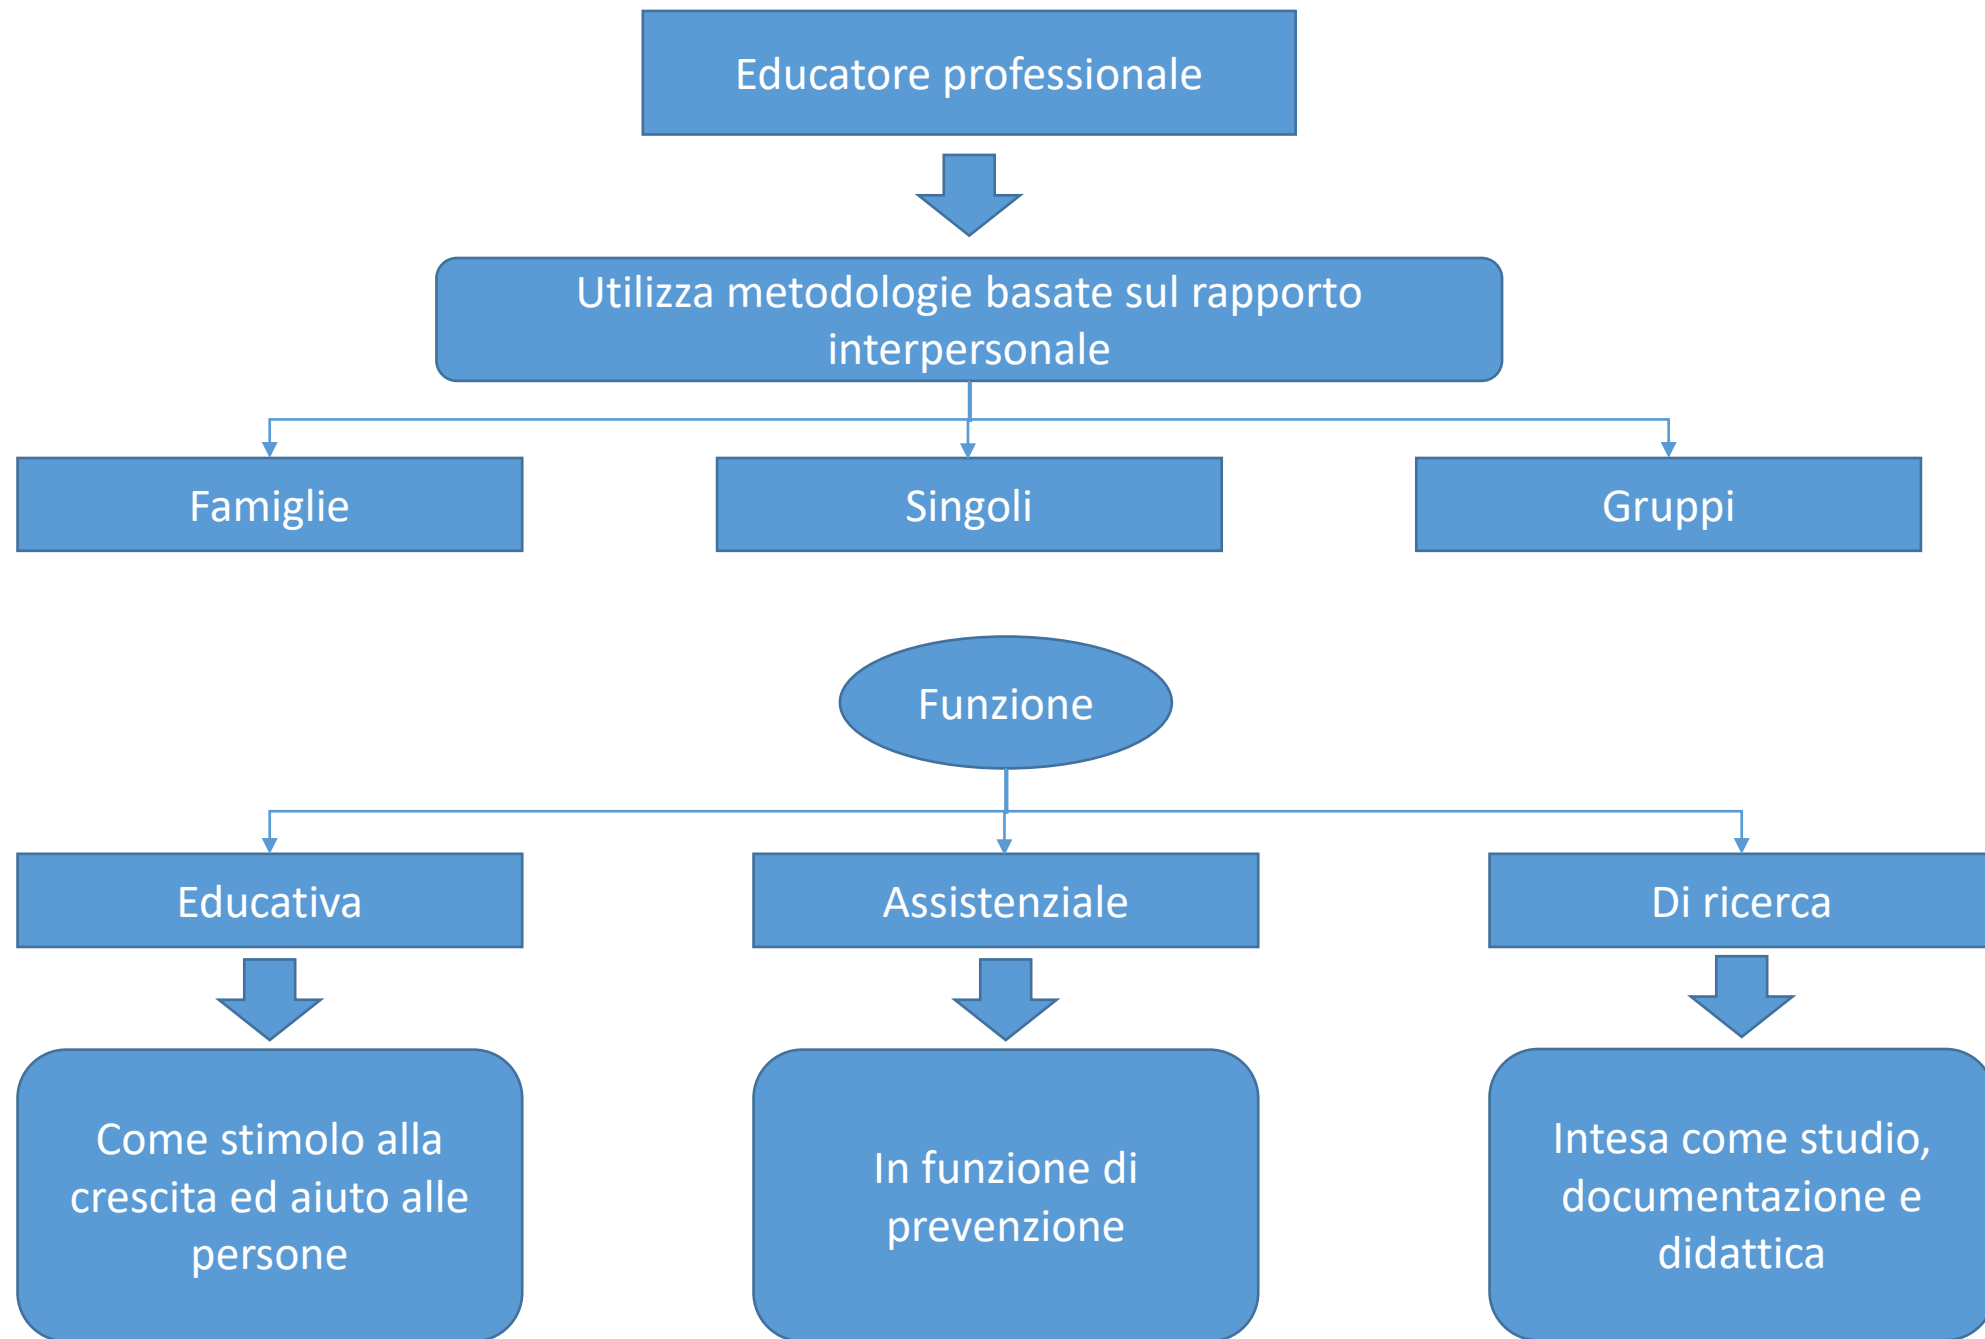 Educatore professionale
Utilizza metodologie basate sul rapporto
interpersonale
Famiglie
Singoli
Gruppi
Funzione
Educativa
Assistenziale
Di ricerca
Come stimolo alla
crescita ed aiuto alle
persone
In funzione di
prevenzione
Intesa come studio,
documentazione e
didattica